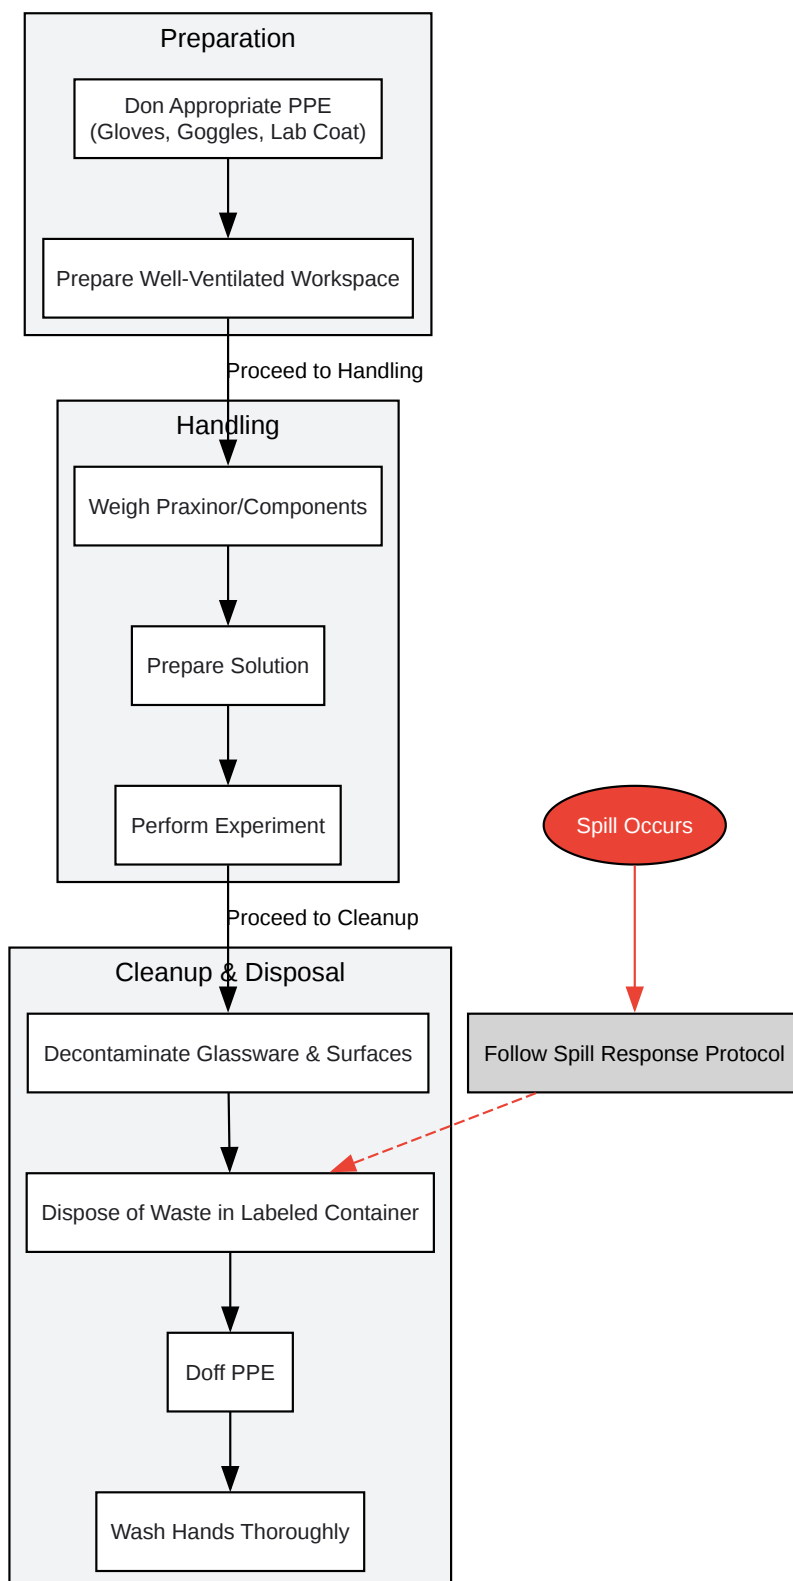 Preparation
Don Appropriate PPE
(Gloves, Goggles, Lab Coat)
Prepare Well-Ventilated Workspace
Proceed to Handling
Handling
Weigh Praxinor/Components
Prepare Solution
Perform Experiment
Spill Occurs
Proceed to Cleanup
Cleanup & Disposal
Decontaminate Glassware & Surfaces
Follow Spill Response Protocol
Dispose of Waste in Labeled Container
Doff PPE
Wash Hands Thoroughly